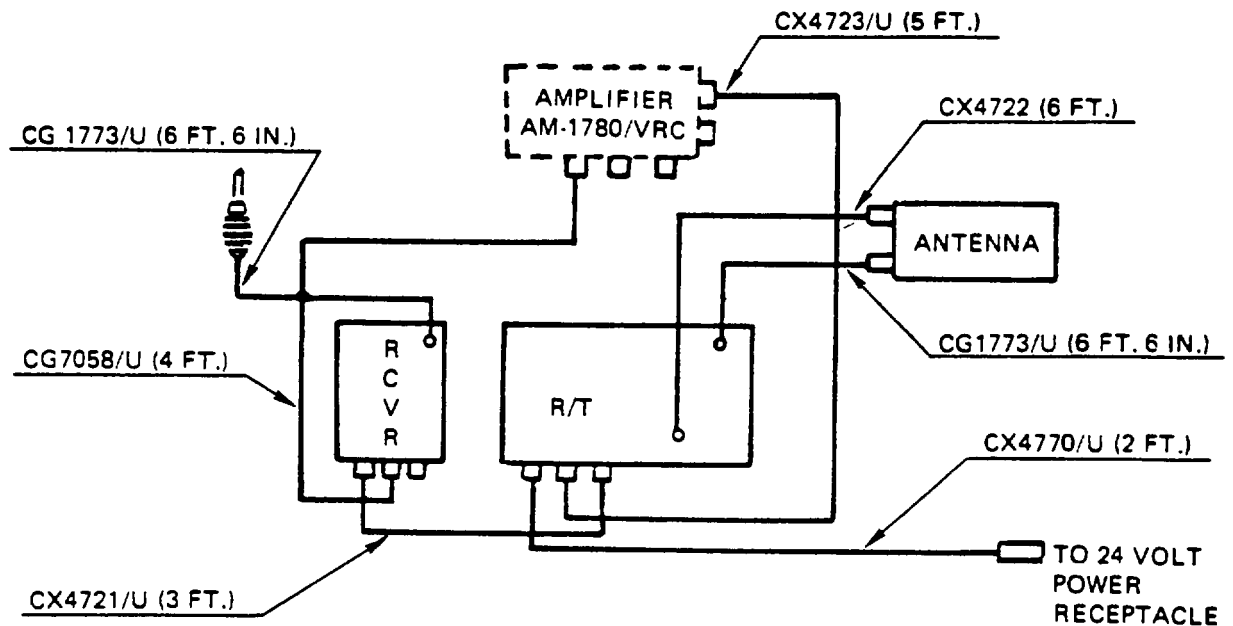 CX4723/U (5 FT.)
AMPLIFIER
AM-1780/VRC
CX4722 (6 FT.)
CG 1773/U (6 FT. 6 IN.)
ANTENNA
CG7058/U (4 FT.)
R
C
V
R
R/T
CG1773/U (6 FT. 6 IN.)
CX4770/U (2 FT.)
TO 24 VOLT
POWER
RECEPTACLE
CX4721/U (3 FT.)